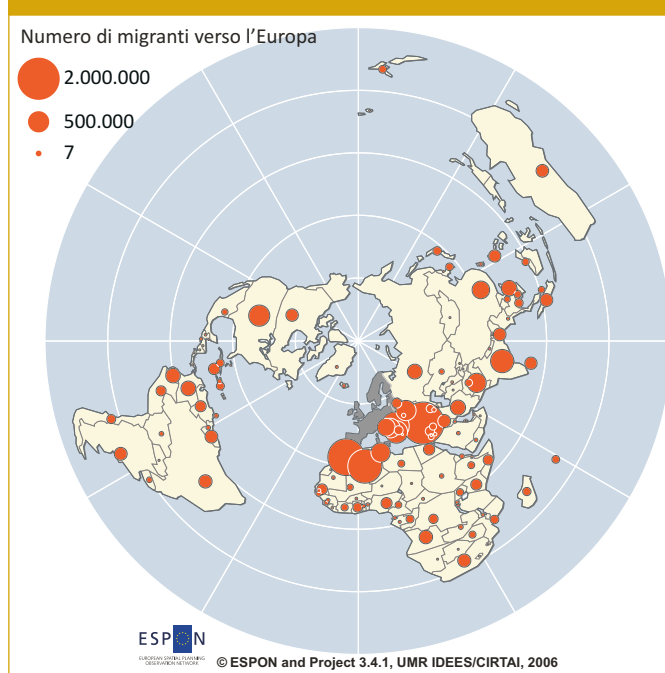 Numero di migranti verso l'Europa
2.000.000
500.000
7
ESPON
EUROPEAN SPATIAL PLANNING
OBSERVATION NETWORK
© ESPON and Project 3.4.1, UMR IDEES/CIRTAI, 2006